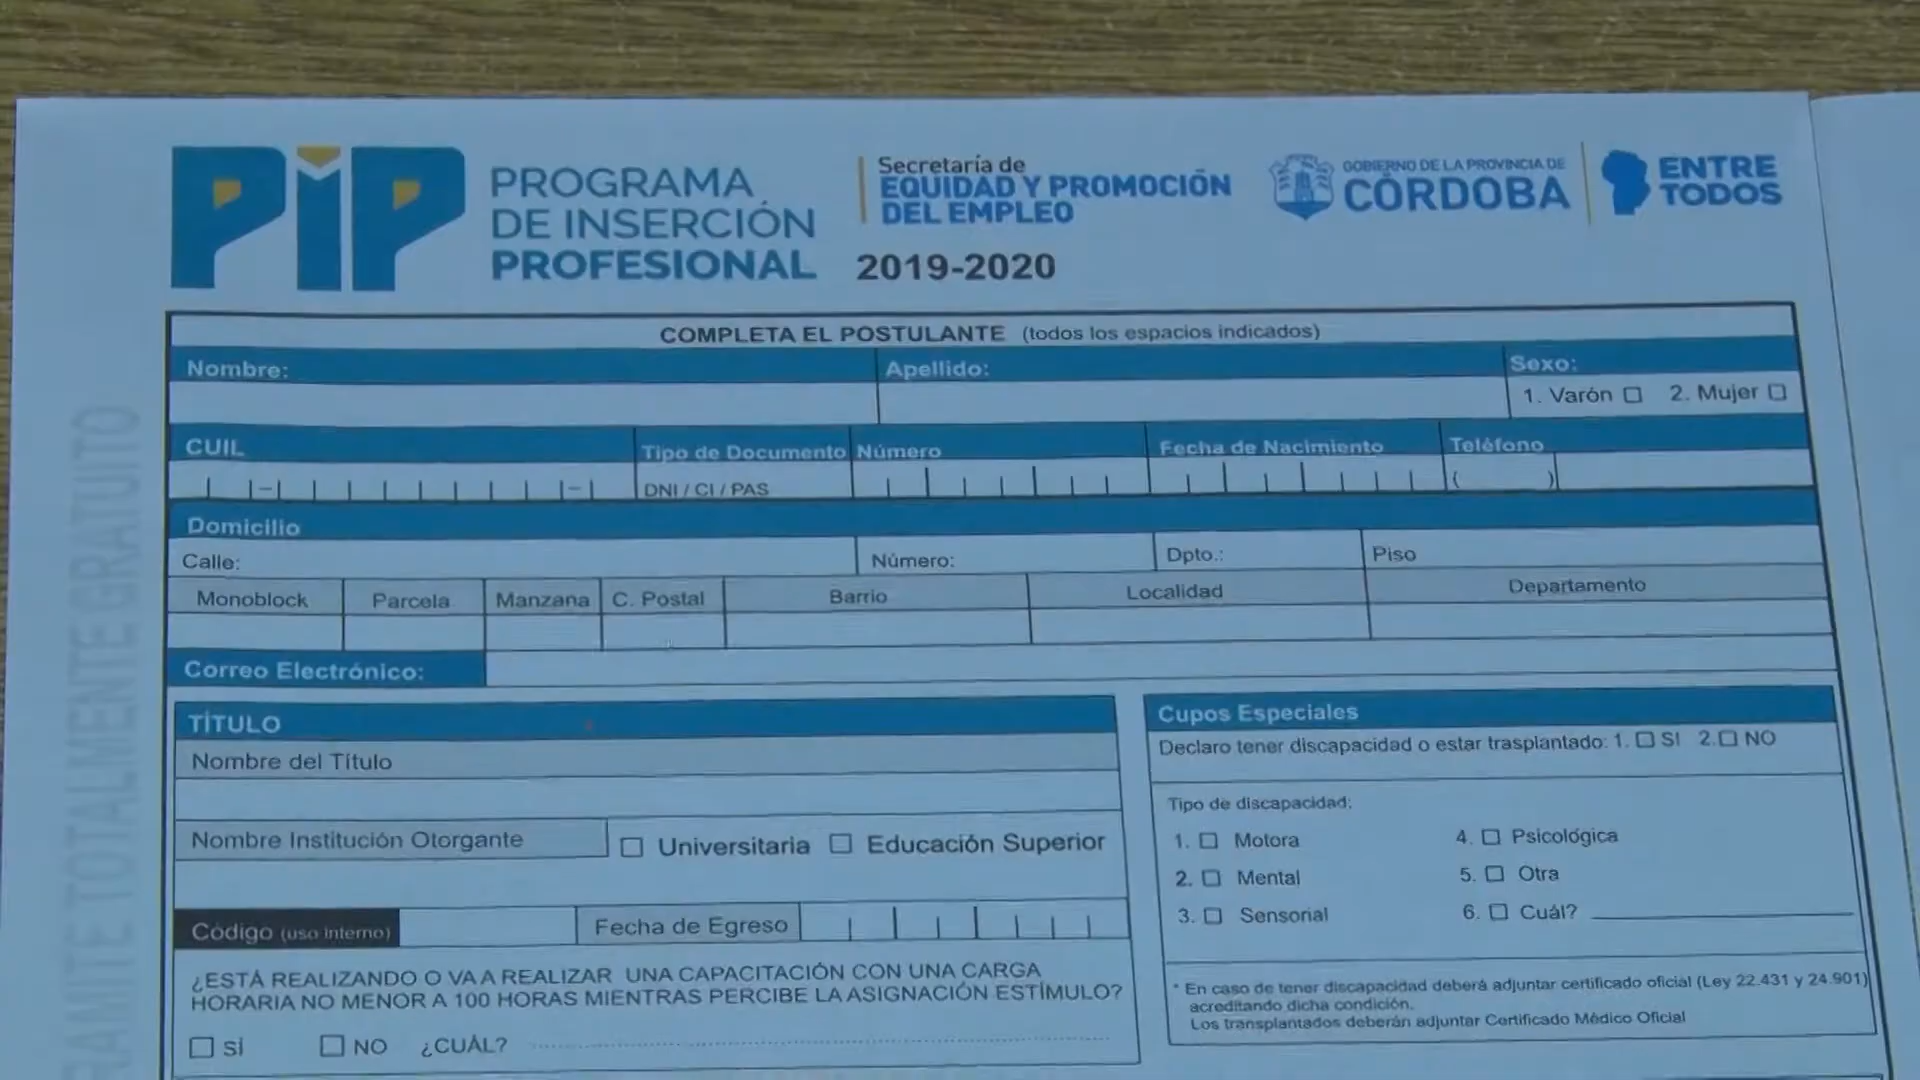 PiP
PROGRAMA
DE INSERCIÓN
PROFESIONAL
Secretaría de
EQUIDAD Y PROMOCIÓN
DEL EMPLEO
2019-2020
GOBIERNO DE LA PROVINCIA DE
CÓRDOBA
ENTRE
TODOS
COMPLETA EL POSTULANTE (todos los espacios indicados)
Nombre: Apellido: Sexo:
1. Varón 2. Mujer
CUIL Tipo de Documento Número Fecha de Nacimiento Teléfono
DNI / CI / PAS ( )
Domicilio
Calle: Número: Dpto.: Piso
Monoblock Parcela Manzana C. Postal Barrio Localidad Departamento
Correo Electrónico:
TÍTULO
Nombre del Título
Nombre Institución Otorgante Universitaria Educación Superior
Código (uso interno) Fecha de Egreso
¿ESTÁ REALIZANDO O VA A REALIZAR UNA CAPACITACIÓN CON UNA CARGA
HORARIA NO MENOR A 100 HORAS MIENTRAS PERCIBE LA ASIGNACIÓN ESTÍMULO?
SÍ NO ¿CUÁL?
Cupos Especiales
Declaro tener discapacidad o estar trasplantado: 1. SI 2. NO
Tipo de discapacidad:
1. Motora 4. Psicológica
2. Mental 5. Otra
3. Sensorial 6. Cuál?
* En caso de tener discapacidad deberá adjuntar certificado oficial (Ley 22.431 y 24.901)
acreditando dicha condición.
Los transplantados deberán adjuntar Certificado Médico Oficial
RAMITE TOTALMENTE GRATUITO